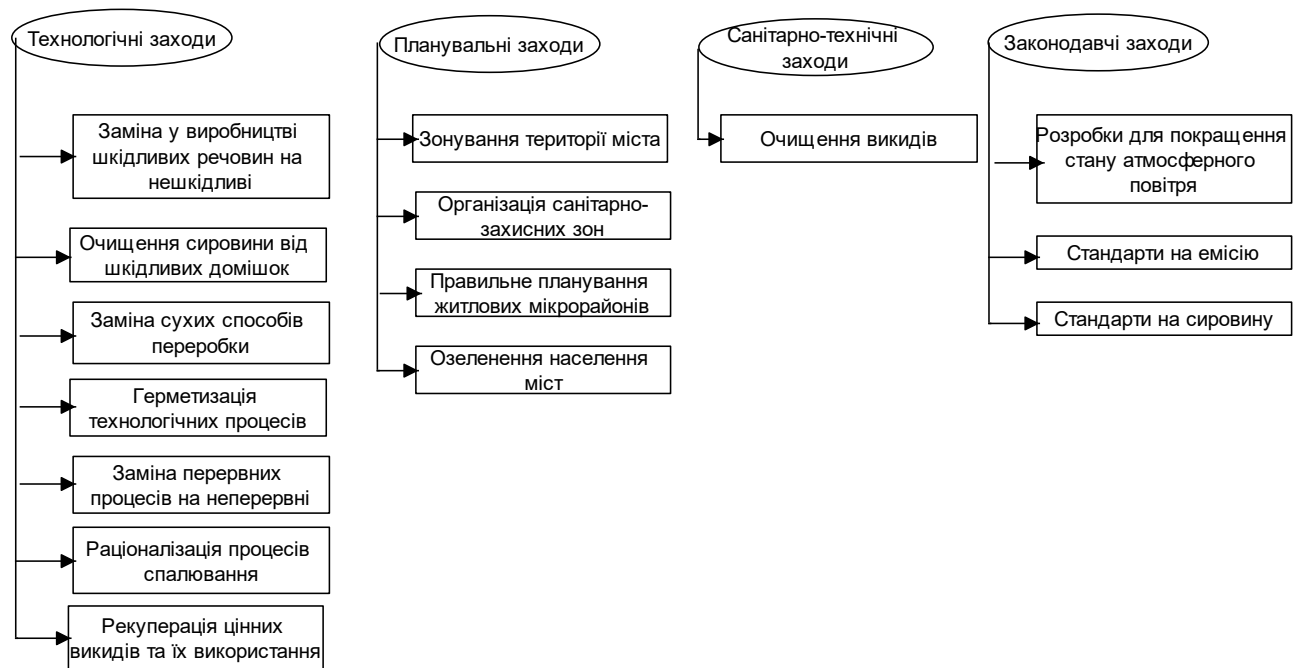 Технологічні заходи
Заміна у виробництві
шкідливих речовин на
нешкідливі
Очищення сировини від
шкідливих домішок
Заміна сухих способів
переробки
Герметизація
технологічних процесів
Заміна перервних
процесів на неперервні
Раціоналізація процесів
спалювання
Рекуперація цінних
викидів та їх використання
Планувальні заходи
Зонування території міста
Організація санітарно-
захисних зон
Правильне планування
житлових мікрорайонів
Озеленення населення
міст
Санітарно-технічні
заходи
Очищення викидів
Законодавчі заходи
Розробки для покращення
стану атмосферного
повітря
Стандарти на емісію
Стандарти на сировину